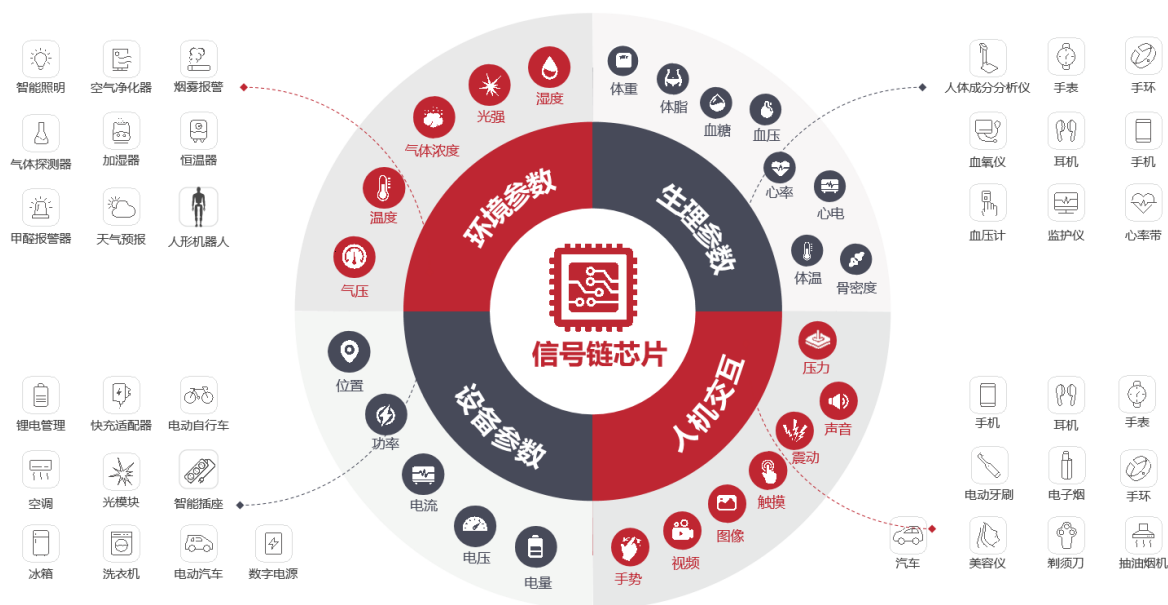 智能照明
空气净化器
烟雾报警
气体探测器
加湿器
恒温器
甲醛报警器
天气预报
人形机器人
环境参数
湿度
光强
气体浓度
温度
气压
生理参数
体重
体脂
血糖
血压
心率
心电
体温
骨密度
人体成分分析仪
手表
手环
血氧仪
耳机
手机
血压计
监护仪
心率带
信号链芯片
设备参数
位置
功率
电流
电压
电量
锂电管理
快充适配器
电动自行车
空调
光模块
智能插座
冰箱
洗衣机
电动汽车
数字电源
人机交互
压力
声音
震动
触摸
图像
视频
手势
手机
耳机
手表
电动牙刷
电子烟
手环
汽车
美容仪
剃须刀
抽油烟机